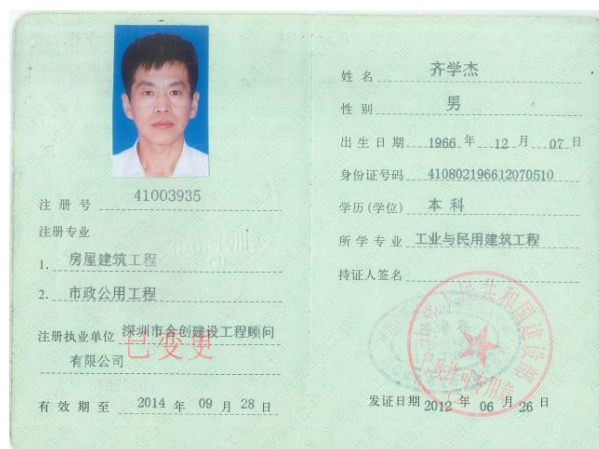 注册号 41003935
注册专业
1. 房屋建筑工程
2. 市政公用工程
注册执业单位 深圳市合创建设工程顾问
有限公司
已变更
有效期至 2014 年 09 月 28 日
姓名 齐学杰
性别 男
出生日期 1966 年 12 月 07 日
身份证号码 410802196612070510
学历(学位) 本科
所学专业 工业与民用建筑工程
持证人签名
发证日期 2012 年 06 月 26 日